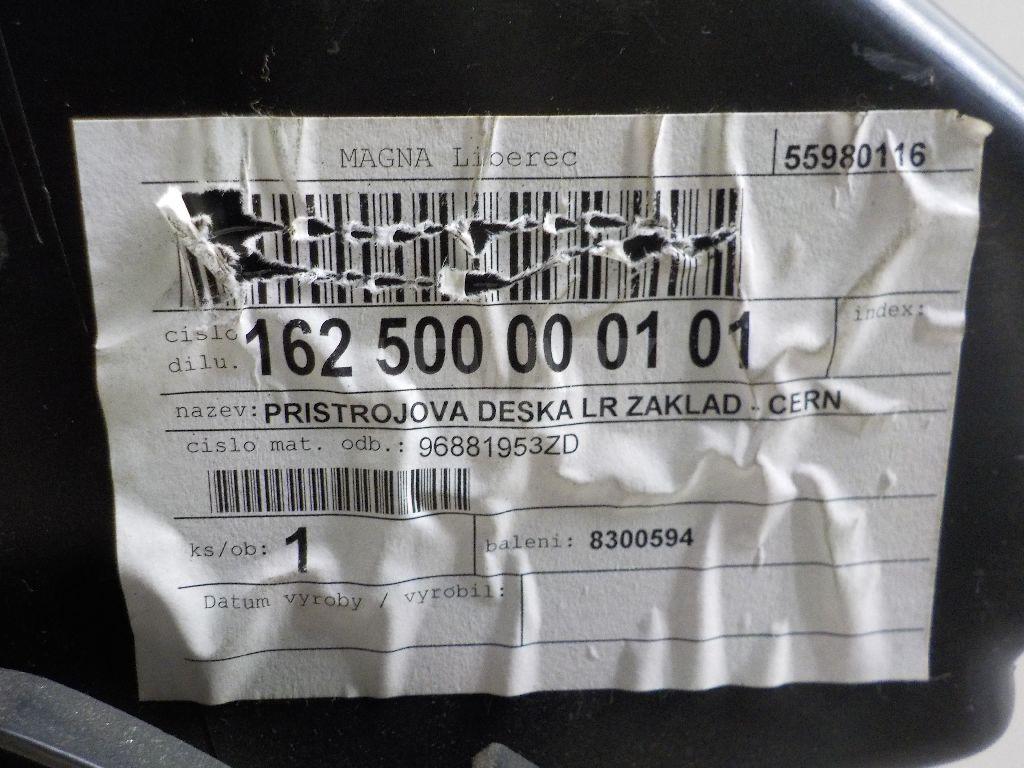 MAGNA Liberec
55980116
cislo
dilu.
162 500 00 01 01
index:
nazev: PRISTROJOVA DESKA LR ZAKLAD - CERN
cislo mat. odb.: 96881953ZD
ks/ob: 1
baleni: 8300594
Datum vyroby / vyrobil: